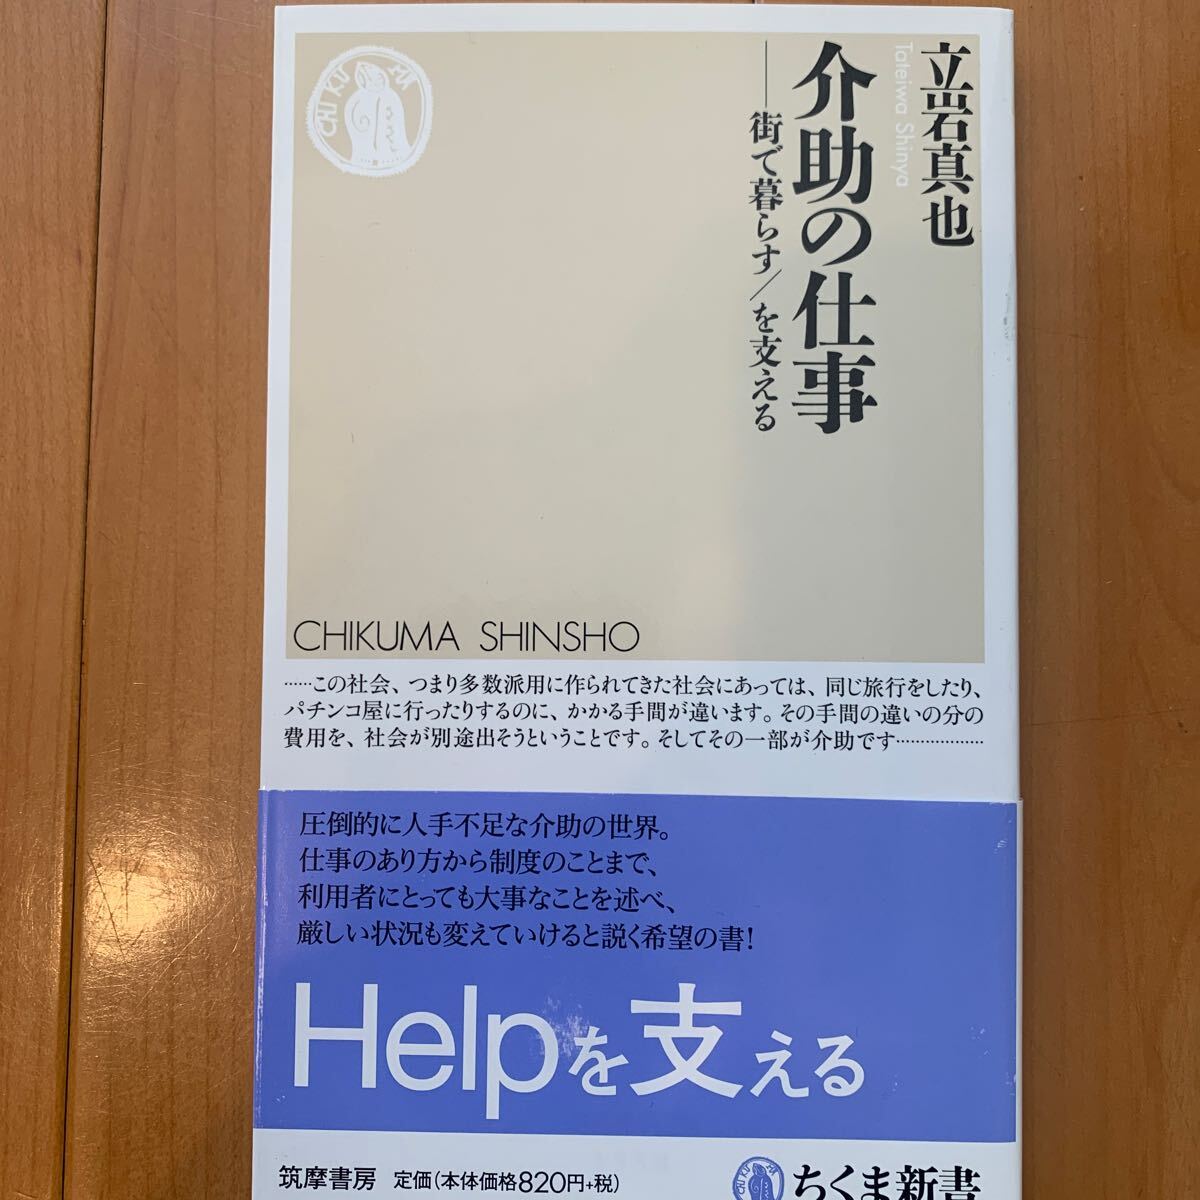 立岩真也
Tateiwa Shinya
介助の仕事
──街で暮らす/を支える
CHIKUMA
CHIKUMA SHINSHO
……この社会、つまり多数派用に作られてきた社会にあっては、同じ旅行をしたり、
パチンコ屋に行ったりするのに、かかる手間が違います。その手間の違いの分の
費用を、社会が別途出そうということです。そしてその一部が介助です………………
圧倒的に人手不足な介助の世界。
仕事のあり方から制度のことまで、
利用者にとっても大事なことを述べ、
厳しい状況も変えていけると説く希望の書!
Helpを支える
筑摩書房 定価(本体価格820円+税)
CHIKUMA
ちくま新書